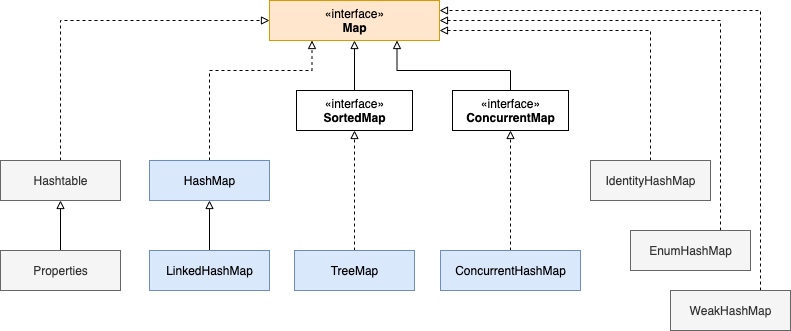 «interface»
Map
«interface»
SortedMap
«interface»
ConcurrentMap
Hashtable
HashMap
IdentityHashMap
EnumHashMap
Properties
LinkedHashMap
TreeMap
ConcurrentHashMap
WeakHashMap